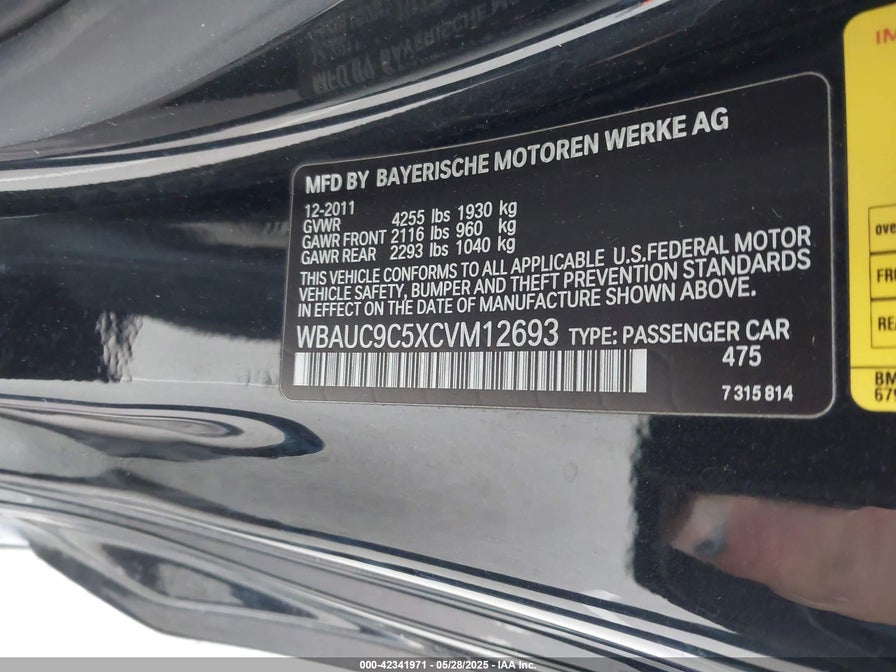 MFD BY BAYERISCHE MOTOREN WERKE AG
12-2011
GVWR 4255 lbs 1930 kg
GAWR FRONT 2116 lbs 960 kg
GAWR REAR 2293 lbs 1040 kg
THIS VEHICLE CONFORMS TO ALL APPLICABLE U.S.FEDERAL MOTOR
VEHICLE SAFETY, BUMPER AND THEFT PREVENTION STANDARDS
IN EFFECT ON THE DATE OF MANUFACTURE SHOWN ABOVE.
WBAUC9C5XCVM12693 TYPE: PASSENGER CAR
475
7 315 814
000-42341971 - 05/28/2025 - IAA Inc.